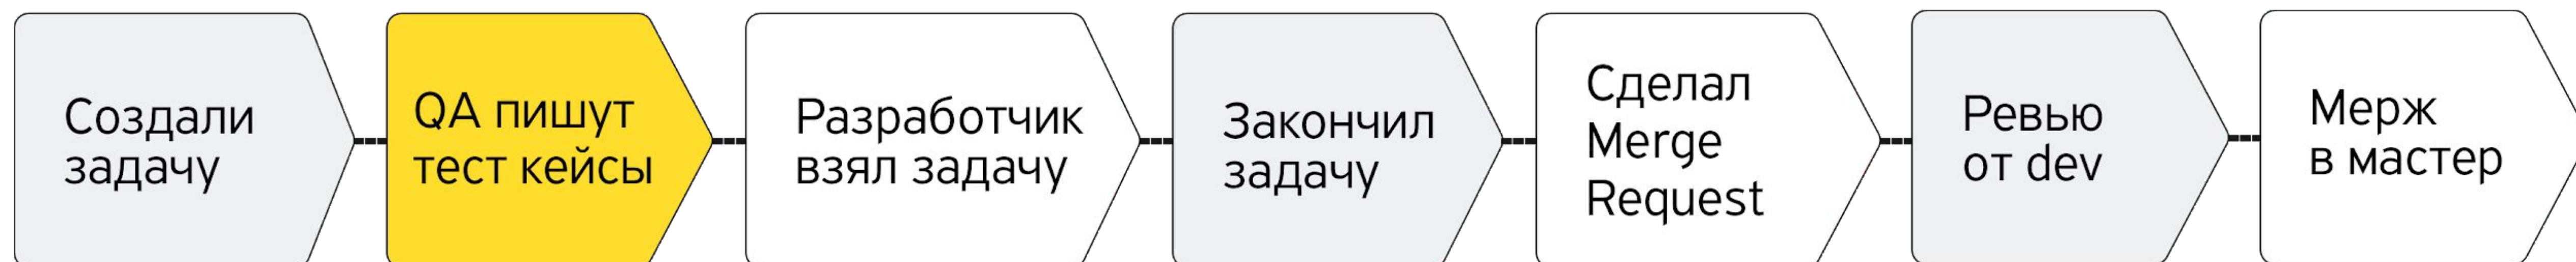 Создали
задачу
QA пишут
тест кейсы
Разработчик
взял задачу
Закончил
задачу
Сделал
Merge
Request
Ревью
от dev
Мерж
в мастер